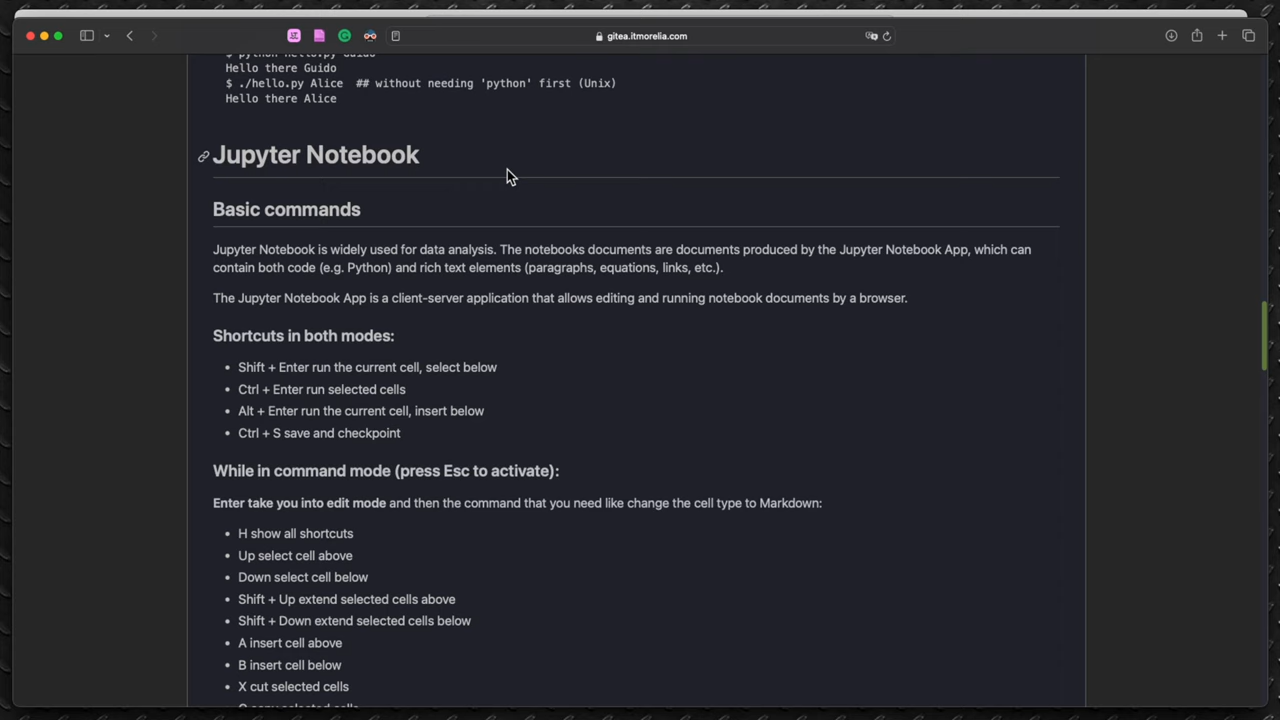 gitea.itmorelia.com
$ python hello.py Guido
Hello there Guido
$ ./hello.py Alice  ## without needing 'python' first (Unix)
Hello there Alice
Jupyter Notebook
Basic commands
Jupyter Notebook is widely used for data analysis. The notebooks documents are documents produced by the Jupyter Notebook App, which can
contain both code (e.g. Python) and rich text elements (paragraphs, equations, links, etc.).
The Jupyter Notebook App is a client-server application that allows editing and running notebook documents by a browser.
Shortcuts in both modes:
• Shift + Enter run the current cell, select below
• Ctrl + Enter run selected cells
• Alt + Enter run the current cell, insert below
• Ctrl + S save and checkpoint
While in command mode (press Esc to activate):
Enter take you into edit mode and then the command that you need like change the cell type to Markdown:
• H show all shortcuts
• Up select cell above
• Down select cell below
• Shift + Up extend selected cells above
• Shift + Down extend selected cells below
• A insert cell above
• B insert cell below
• X cut selected cells
• C copy selected cells